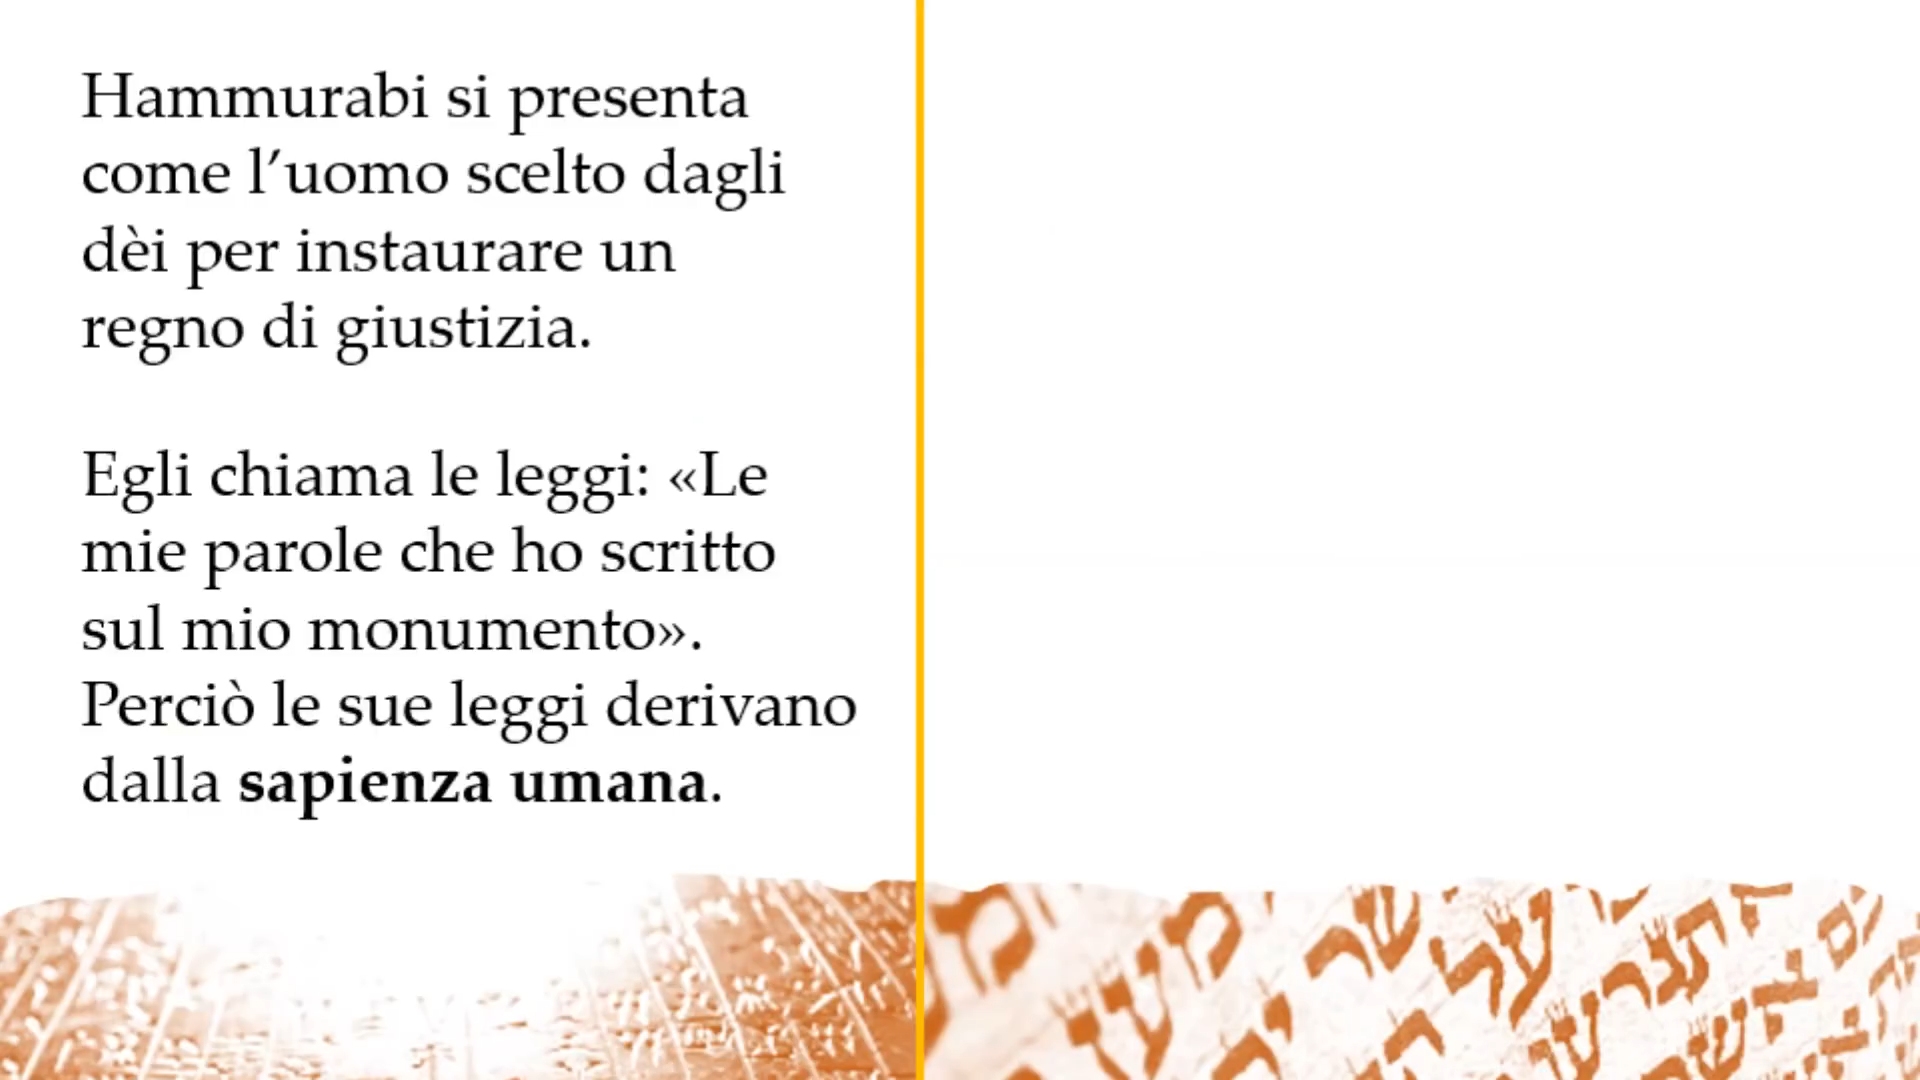 Hammurabi si presenta
come l’uomo scelto dagli
dèi per instaurare un
regno di giustizia.
Egli chiama le leggi: «Le
mie parole che ho scritto
sul mio monumento».
Perciò le sue leggi derivano
dalla sapienza umana.